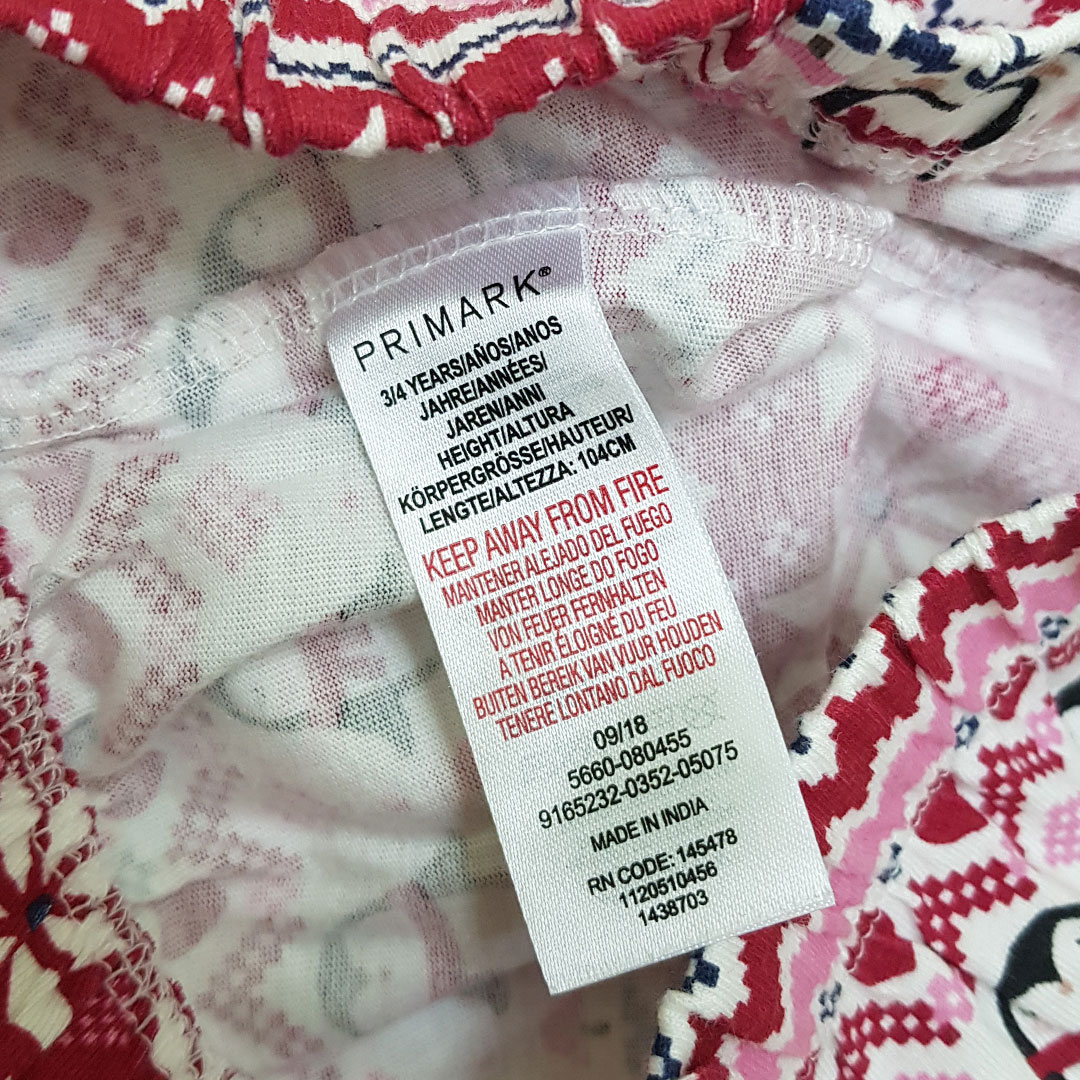 PRIMARK®
3/4 YEARS/AÑOS/ANOS
JAHRE/ANNÉES/
JAREN/ANNI
HEIGHT/ALTURA
KÖRPERGRÖSSE/HAUTEUR/
LENGTE/ALTEZZA: 104CM
KEEP AWAY FROM FIRE
MANTENER ALEJADO DEL FUEGO
MANTER LONGE DO FOGO
VON FEUER FERNHALTEN
A TENIR ÉLOIGNÉ DU FEU
BUITEN BEREIK VAN VUUR HOUDEN
TENERE LONTANO DAL FUOCO
09/18
5660-080455
9165232-0352-05075
MADE IN INDIA
RN CODE: 145478
1120510456
1438703